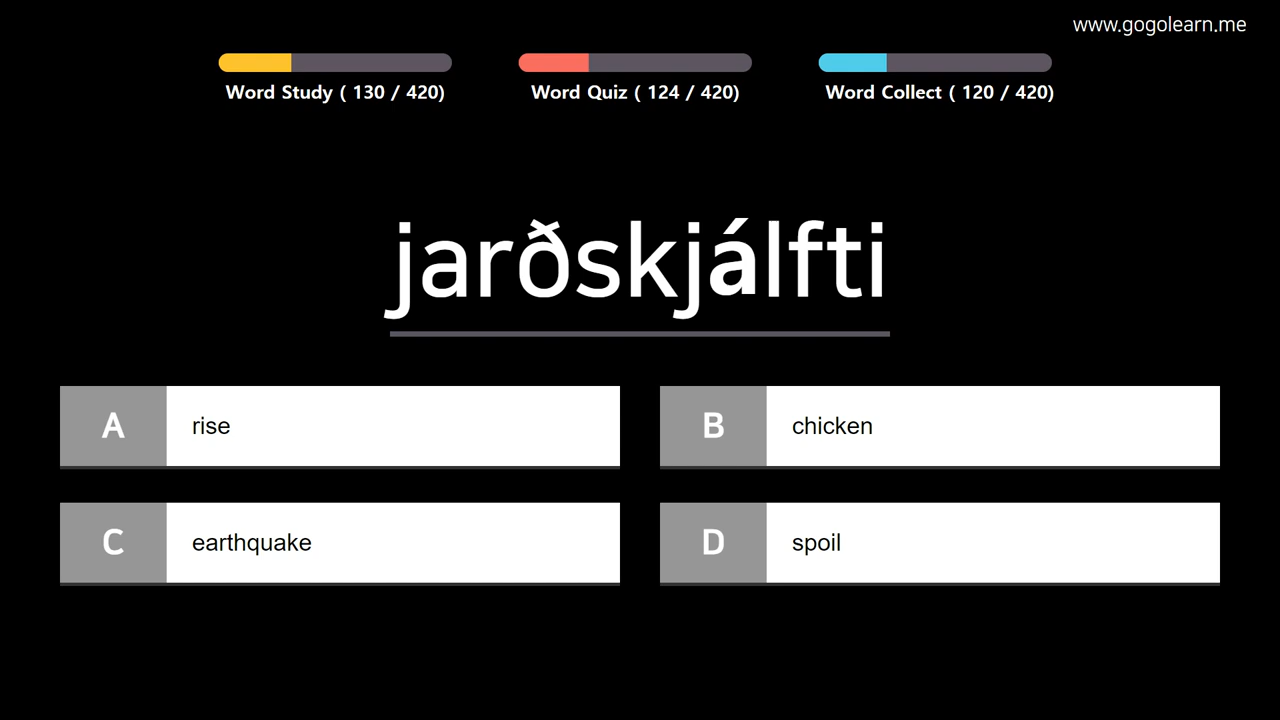 www.gogolearn.me
Word Study ( 130 / 420)
Word Quiz ( 124 / 420)
Word Collect ( 120 / 420)
jarðskjálfti
A rise
B chicken
C earthquake
D spoil